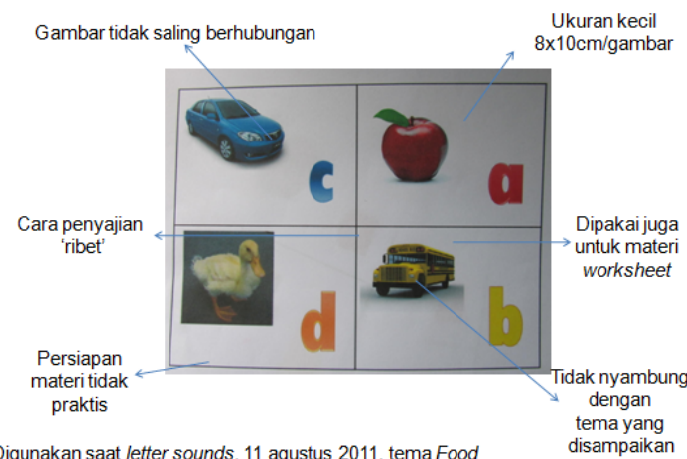 Gambar tidak saling berhubungan
Ukuran kecil
8x10cm/gambar
c
a
Cara penyajian
'ribet'
Dipakai juga
untuk materi
worksheet
d
b
Persiapan
materi tidak
praktis
Tidak nyambung
dengan
tema yang
disampaikan
Digunakan saat letter sounds, 11 agustus 2011, tema Food